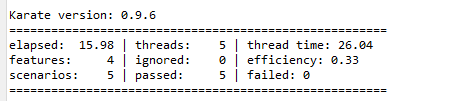 Karate version: 0.9.6
======================================================
elapsed:  15.98 | threads:    5 | thread time: 26.04
features:     4 | ignored:    0 | efficiency: 0.33
scenarios:    5 | passed:     5 | failed: 0
======================================================